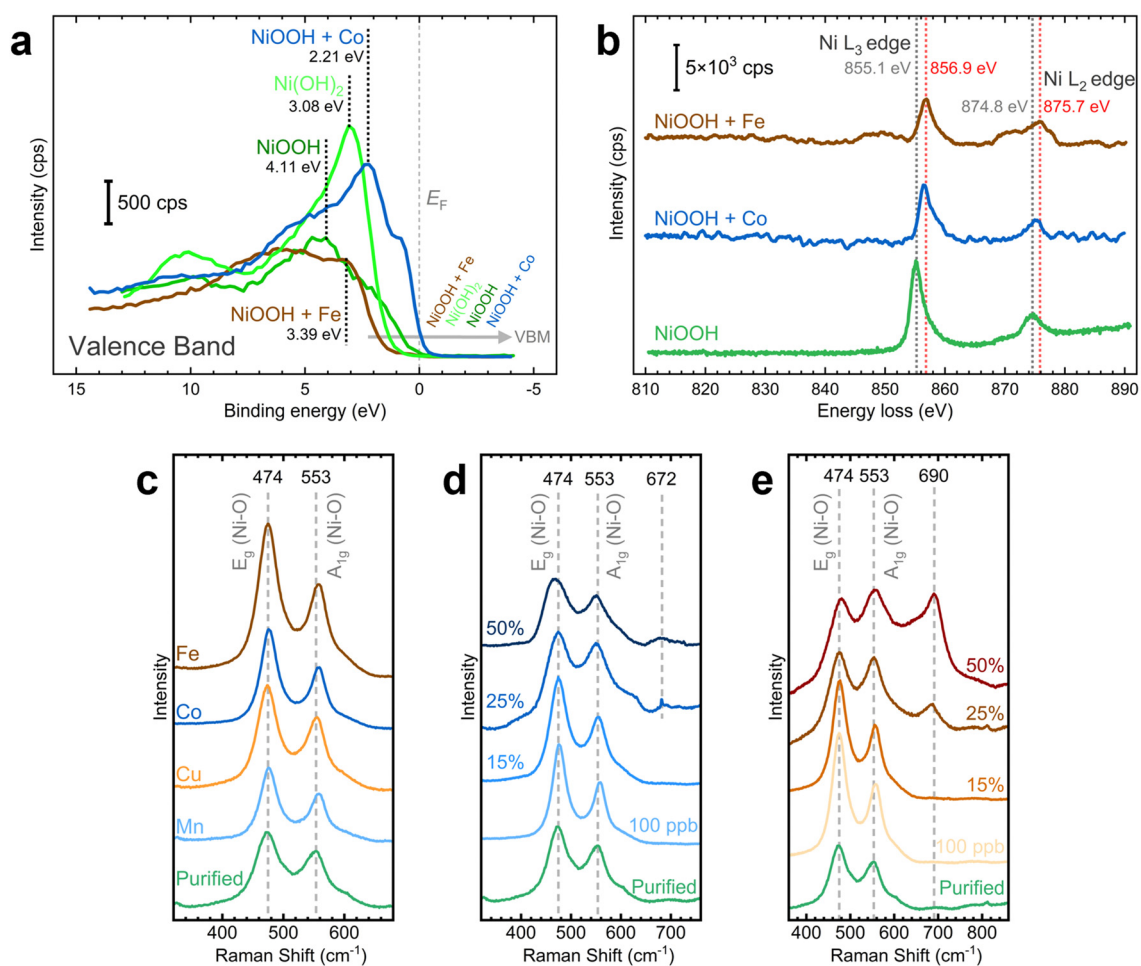 a
NiOOH + Co
2.21 eV
Ni(OH)2
3.08 eV
NiOOH
4.11 eV
500 cps
EF
NiOOH + Fe
Ni(OH)2
NiOOH
NiOOH + Co
VBM
NiOOH + Fe
3.39 eV
Valence Band
Intensity (cps)
15 10 5 0 -5
Binding energy (eV)
b
5×10³ cps
Ni L3 edge
855.1 eV
856.9 eV
Ni L2 edge
874.8 eV
875.7 eV
NiOOH + Fe
NiOOH + Co
NiOOH
Intensity (cps)
810 820 830 840 850 860 870 880 890
Energy loss (eV)
c
474 553
Eg (Ni-O)
A1g (Ni-O)
Fe
Co
Cu
Mn
Purified
Intensity
400 500 600
Raman Shift (cm⁻¹)
d
474 553 672
Eg (Ni-O)
A1g (Ni-O)
50%
25%
15%
100 ppb
Purified
Intensity
400 500 600 700
Raman Shift (cm⁻¹)
e
474 553 690
Eg (Ni-O)
A1g (Ni-O)
50%
25%
15%
100 ppb
Purified
Intensity
400 500 600 700 800
Raman Shift (cm⁻¹)